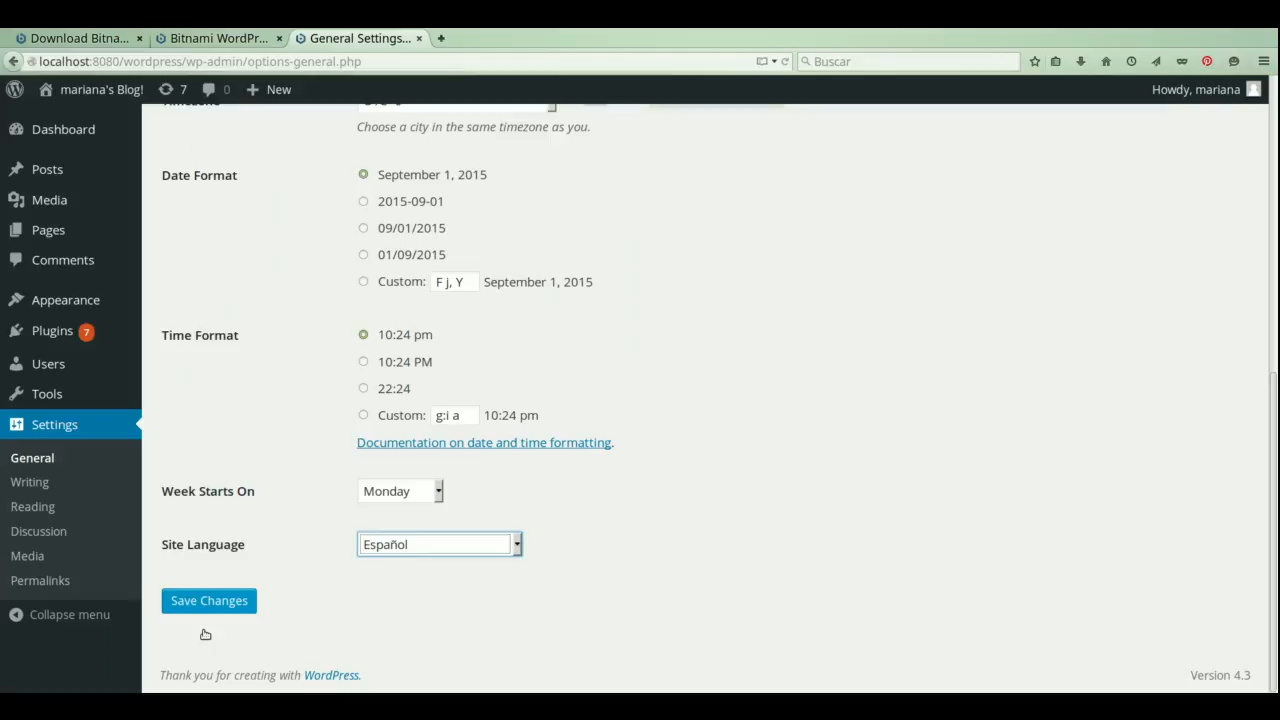 Download Bitna... × Bitnami WordPr... × General Settings... × +
localhost:8080/wordpress/wp-admin/options-general.php Buscar
mariana's Blog! 7 0 + New Howdy, mariana
Dashboard
Posts
Media
Pages
Comments
Appearance
Plugins 7
Users
Tools
Settings
General
Writing
Reading
Discussion
Media
Permalinks
Collapse menu
Choose a city in the same timezone as you.
Date Format
September 1, 2015
2015-09-01
09/01/2015
01/09/2015
Custom: F j, Y September 1, 2015
Time Format
10:24 pm
10:24 PM
22:24
Custom: g:i a 10:24 pm
Documentation on date and time formatting.
Week Starts On Monday
Site Language Español
Save Changes
Thank you for creating with WordPress. Version 4.3